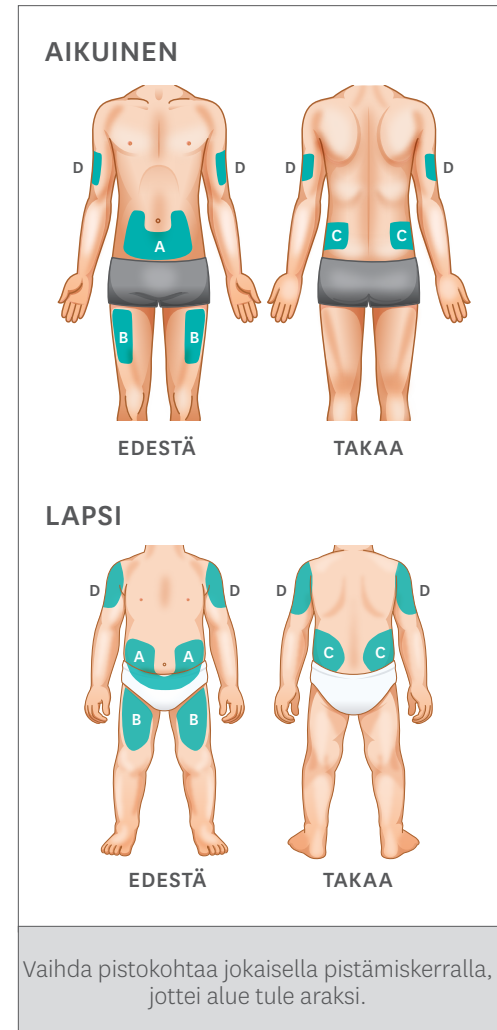 AIKUINEN
D D D D
A C C
B B
EDESTÄ TAKAA
LAPSI
D D D D
A A C C
B B
EDESTÄ TAKAA
Vaihda pistokohtaa jokaisella pistämiskerralla,
jottei alue tule araksi.